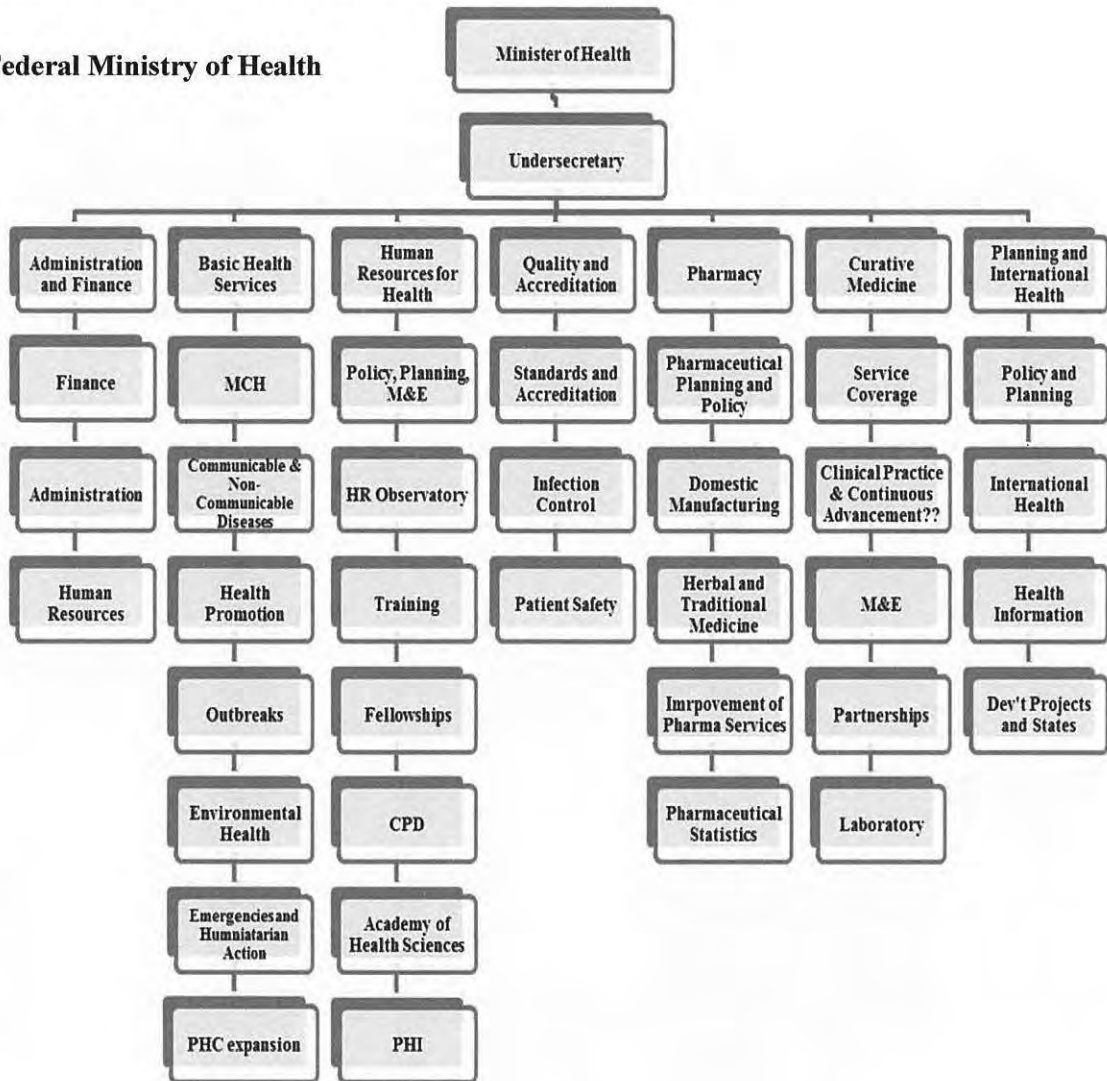 Federal Ministry of Health
Minister of Health
Undersecretary
Administration
and Finance
Finance
Administration
Human
Resources
Basic Health
Services
MCH
Communicable &
Non-
Communicable
Diseases
Health
Promotion
Outbreaks
Environmental
Health
Emergencies and
Humniatarian
Action
PHC expansion
Human
Resources for
Health
Policy, Planning,
M&E
HR Observatory
Training
Fellowships
CPD
Academy of
Health Sciences
PHI
Quality and
Accreditation
Standards and
Accreditation
Infection
Control
Patient Safety
Pharmacy
Pharmaceutical
Planning and
Policy
Domestic
Manufacturing
Herbal and
Traditional
Medicine
Imrpovement of
Pharma Services
Pharmaceutical
Statistics
Curative
Medicine
Service
Coverage
Clinical Practice
& Continuous
Advancement??
M&E
Partnerships
Laboratory
Planning and
International
Health
Policy and
Planning
International
Health
Health
Information
Dev't Projects
and States